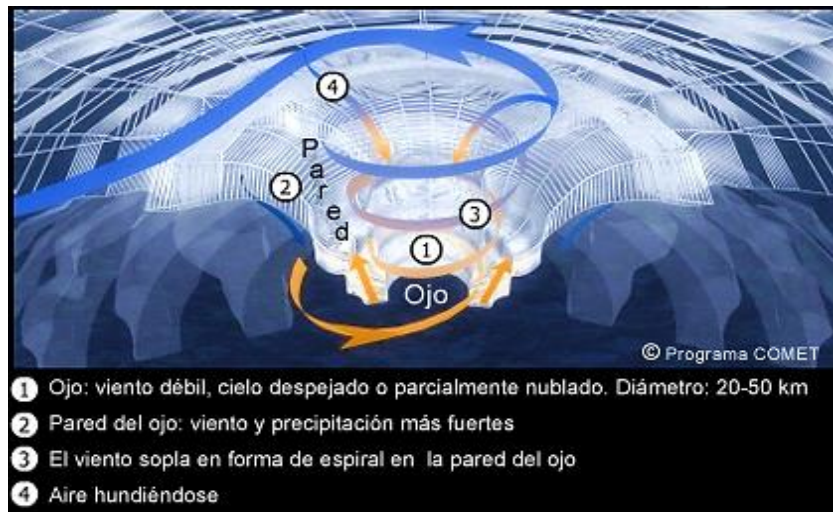 4
Pared
2
3
1
Ojo
© Programa COMET
1 Ojo: viento débil, cielo despejado o parcialmente nublado. Diámetro: 20-50 km
2 Pared del ojo: viento y precipitación más fuertes
3 El viento sopla en forma de espiral en la pared del ojo
4 Aire hundiéndose